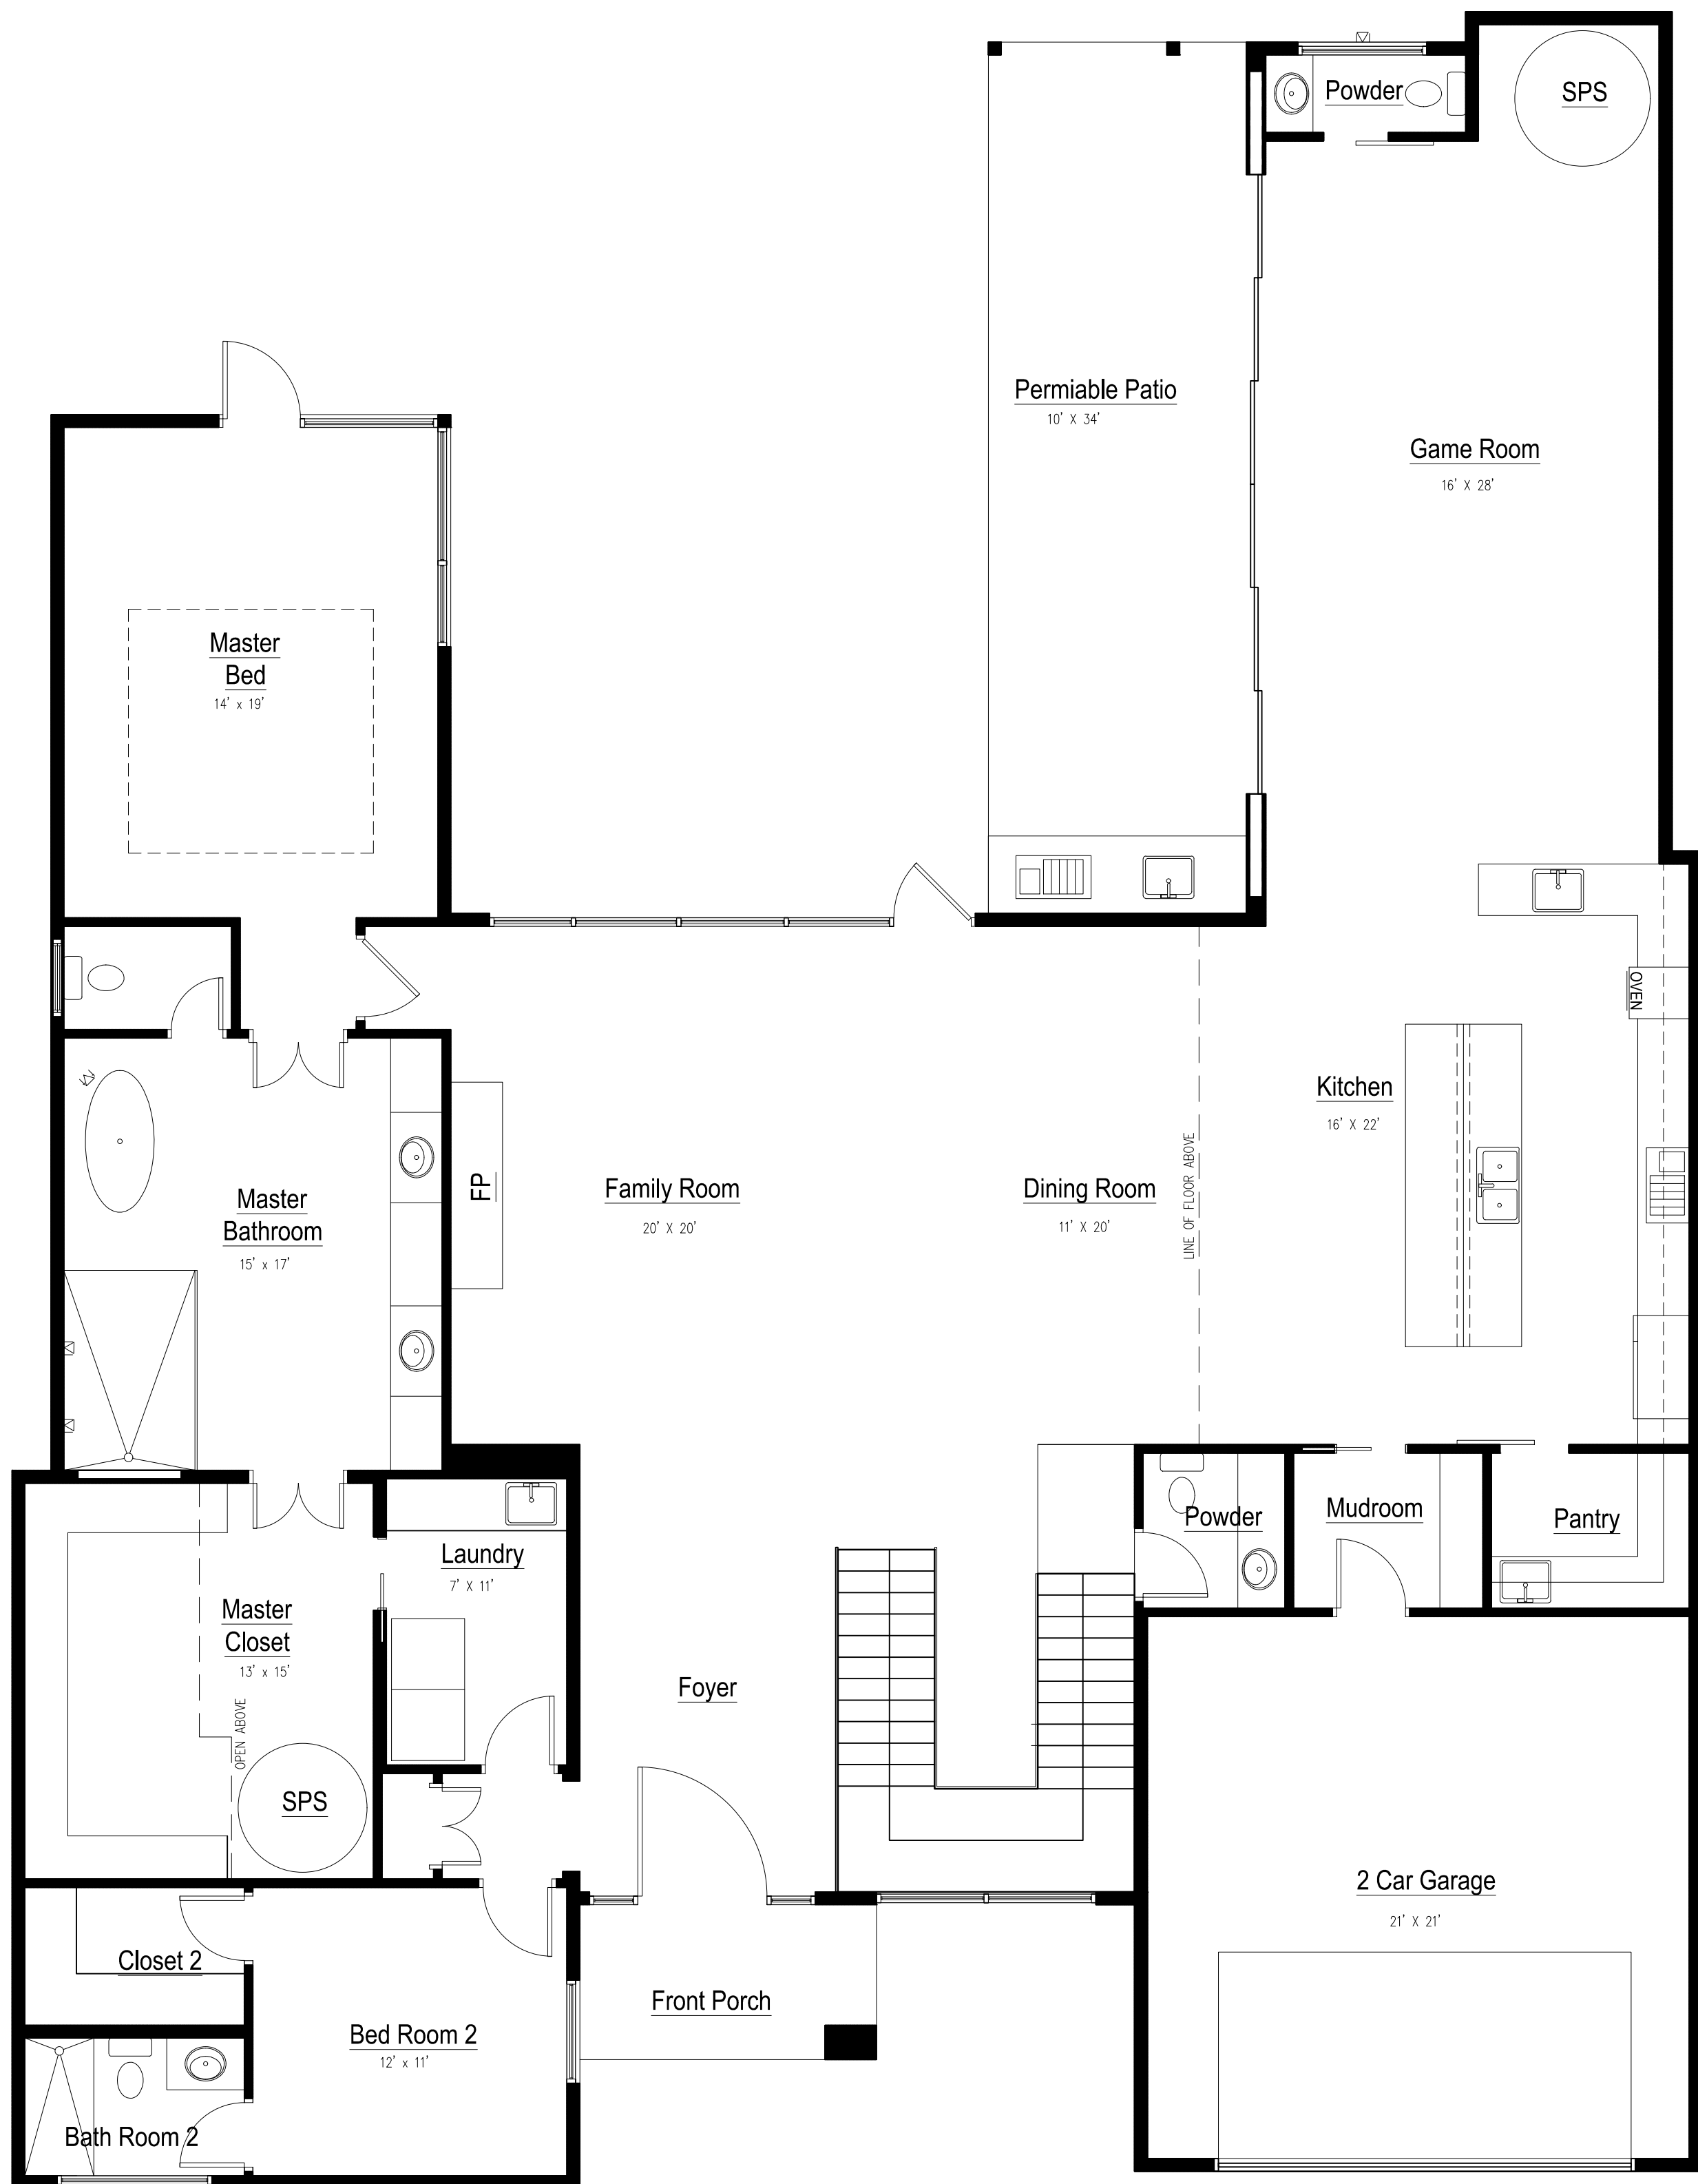 Powder
SPS
Permiable Patio
10' X 34'
Game Room
16' X 28'
Master
Bed
14' x 19'
OVEN
Kitchen
16' X 22'
LINE OF FLOOR ABOVE
FP
Family Room
20' X 20'
Dining Room
11' X 20'
Master
Bathroom
15' x 17'
Powder
Mudroom
Pantry
Laundry
7' X 11'
Master
Closet
13' x 15'
OPEN ABOVE
SPS
Foyer
2 Car Garage
21' X 21'
Closet 2
Front Porch
Bed Room 2
12' x 11'
Bath Room 2